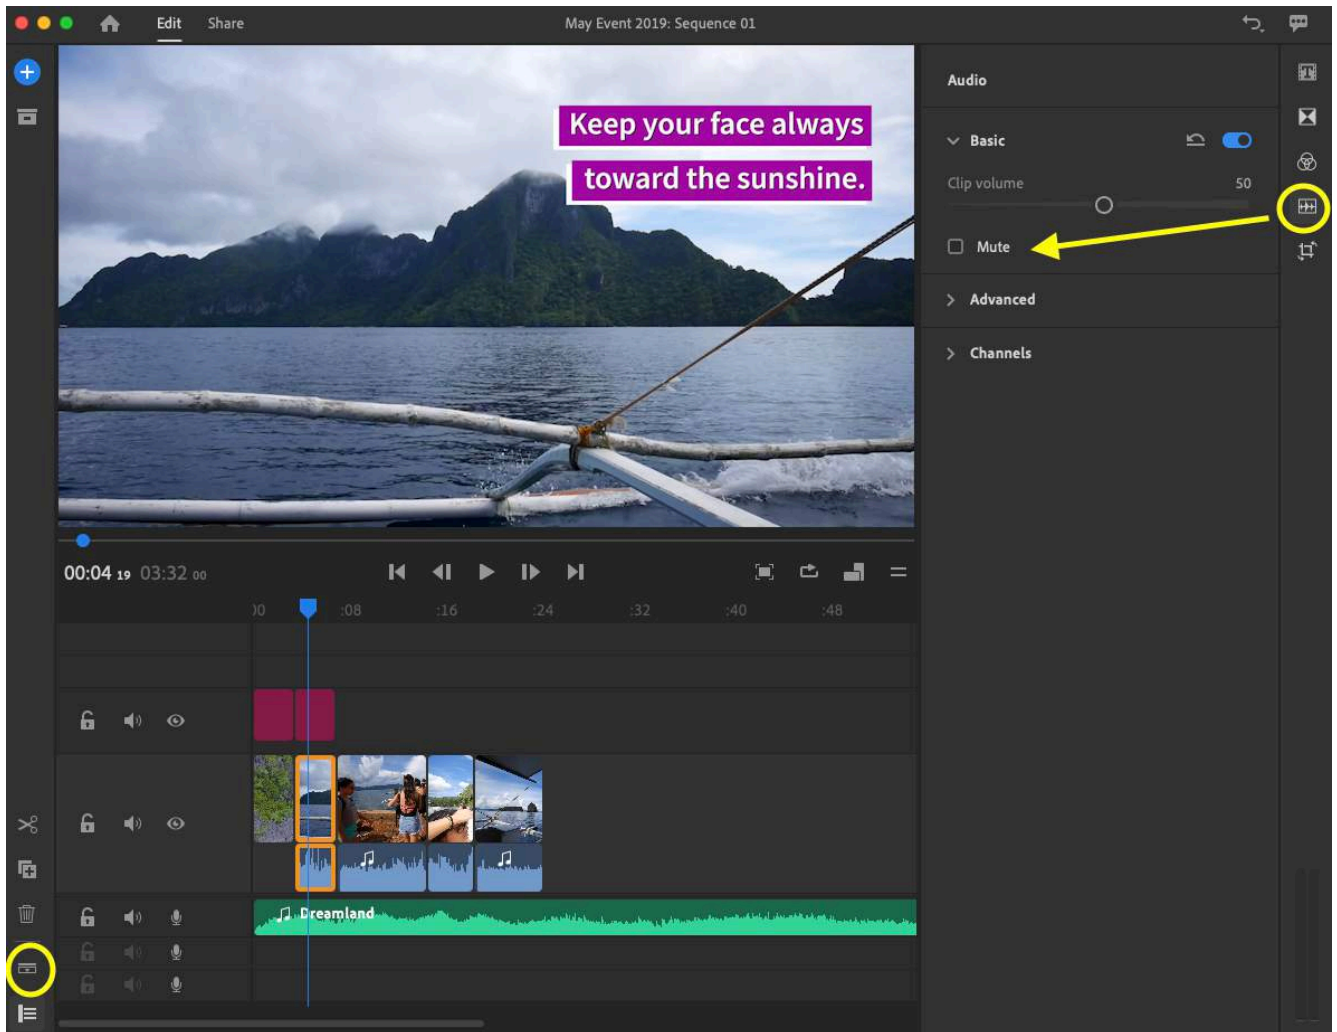 Edit Share May Event 2019: Sequence 01
Keep your face always
toward the sunshine.
Audio
Basic
Clip volume 50
Mute
Advanced
Channels
00:04 19 03:32 00
:08 :16 :24 :32 :40 :48
Dreamland